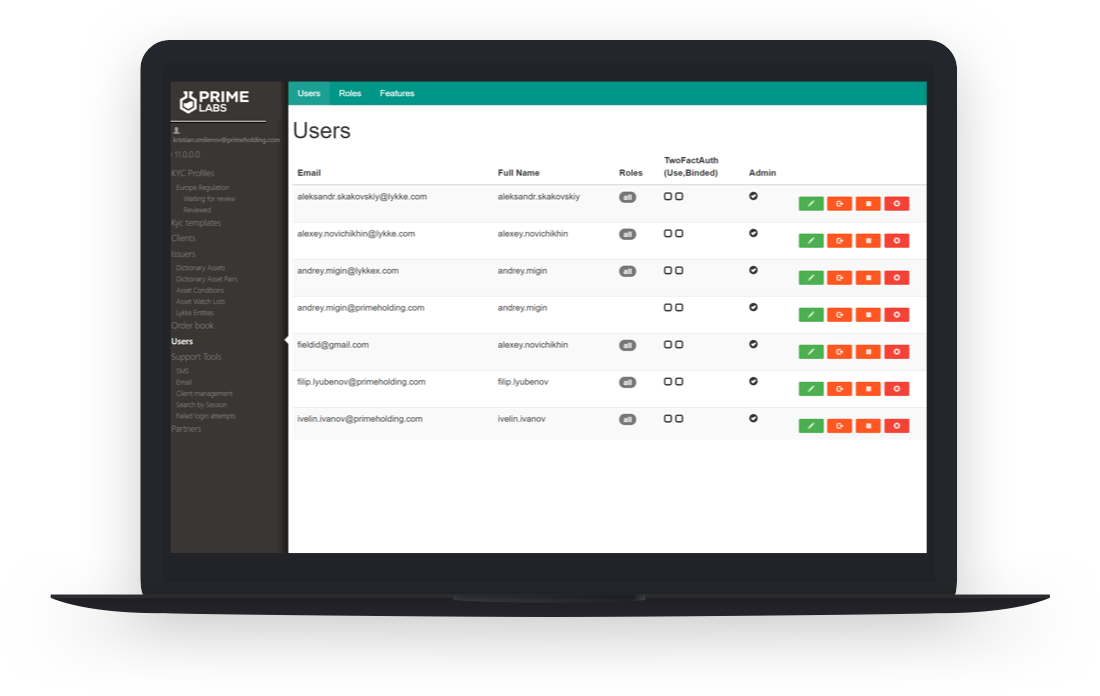 PRIME
LABS
kristian.smilenov@primeholding.com
11.0.0.0
KYC Profiles
Europe Regulation
Waiting for review
Reviewed
Kyc templates
Clients
Issuers
Dictionary Assets
Dictionary Asset Pairs
Asset Conditions
Asset Watch Lists
Lykke Entities
Order book
Users
Support Tools
SMS
Email
Client management
Search by Session
Failed login attempts
Partners
Users Roles Features
Users
Email Full Name Roles TwoFactAuth (Use,Binded) Admin
aleksandr.skakovskiy@lykke.com aleksandr.skakovskiy all
alexey.novichikhin@lykke.com alexey.novichikhin all
andrey.migin@lykkex.com andrey.migin all
andrey.migin@primeholding.com andrey.migin all
fieldid@gmail.com alexey.novichikhin all
filip.lyubenov@primeholding.com filip.lyubenov all
ivelin.ivanov@primeholding.com ivelin.ivanov all